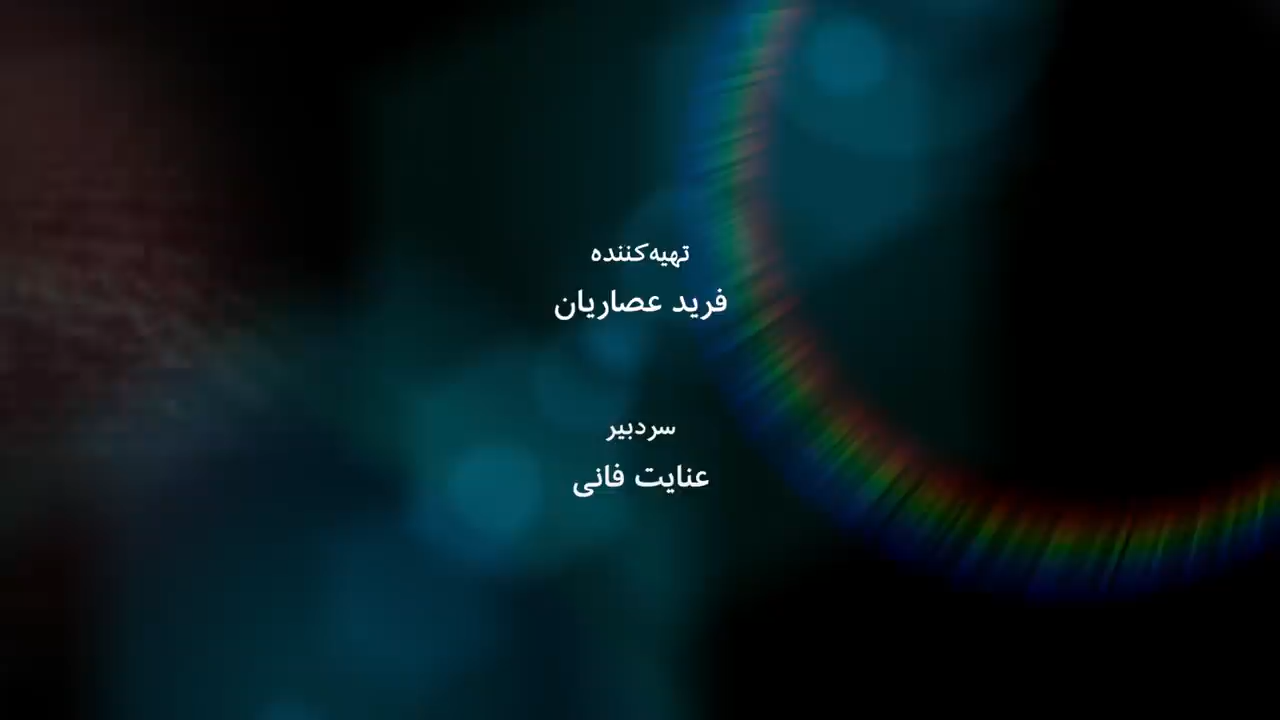 تهیه‌کننده
فرید عصاریان
سردبیر
عنایت فانی